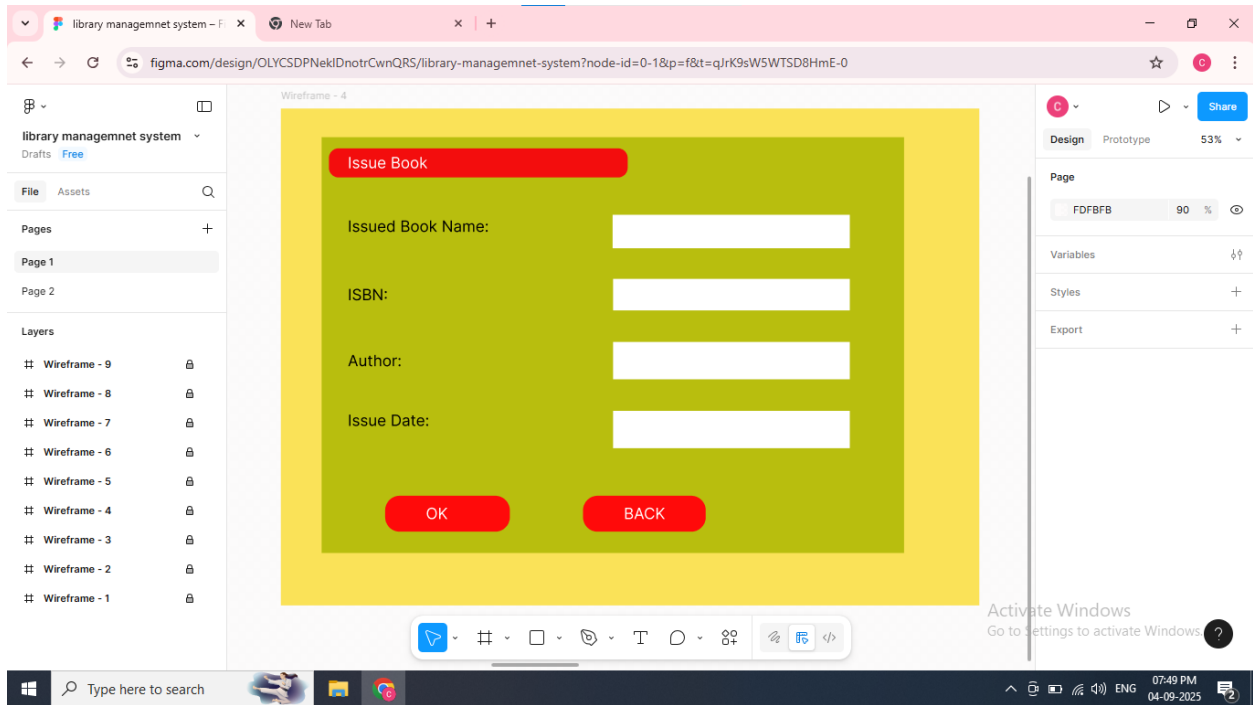 library managemnet system – Fi
New Tab
figma.com/design/OLYCSDPNeklDnotrCwnQRS/library-managemnet-system?node-id=0-1&p=f&t=qJrK9sW5WTSD8HmE-0
C
library managemnet system
Drafts Free
File Assets
Pages
Page 1
Page 2
Layers
Wireframe - 9
Wireframe - 8
Wireframe - 7
Wireframe - 6
Wireframe - 5
Wireframe - 4
Wireframe - 3
Wireframe - 2
Wireframe - 1
Wireframe - 4
Issue Book
Issued Book Name:
ISBN:
Author:
Issue Date:
OK BACK
C Share
Design Prototype 53%
Page
FDFBFB 90 %
Variables
Styles
Export
Activate Windows
Go to Settings to activate Windows.
?
Type here to search
C
ENG
07:49 PM
04-09-2025
2